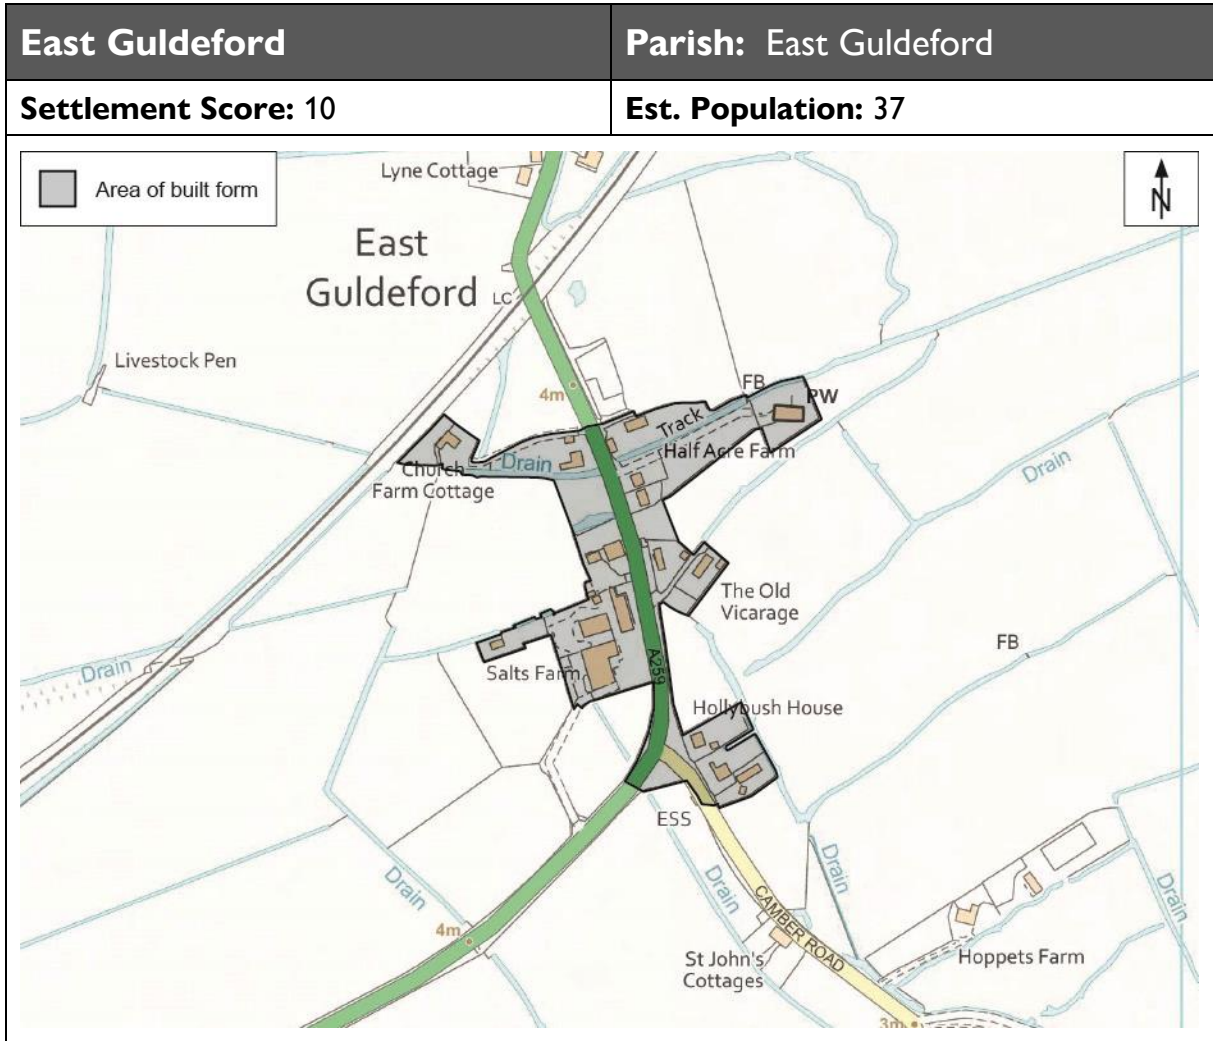 East Guldeford
Parish: East Guldeford
Settlement Score: 10
Est. Population: 37
Area of built form
N
Lyne Cottage
East
Guldeford
LC
Livestock Pen
4m
FB
PW
Track
Half Acre Farm
Drain
Church
Farm Cottage
Drain
The Old
Vicarage
FB
Drain
Salts Farm
A259
Hollybush House
ESS
Drain
Drain
Drain
Drain
CAMBER ROAD
4m
St John's
Cottages
Hoppets Farm
3m